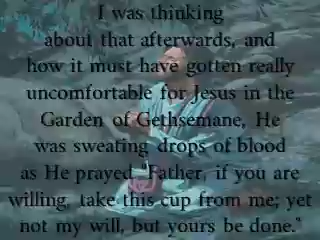 I was thinking
about that afterwards, and
how it must have gotten really
uncomfortable for Jesus in the
Garden of Gethsemane, He
was sweating drops of blood
as He prayed "Father, if you are
willing, take this cup from me; yet
not my will, but yours be done."